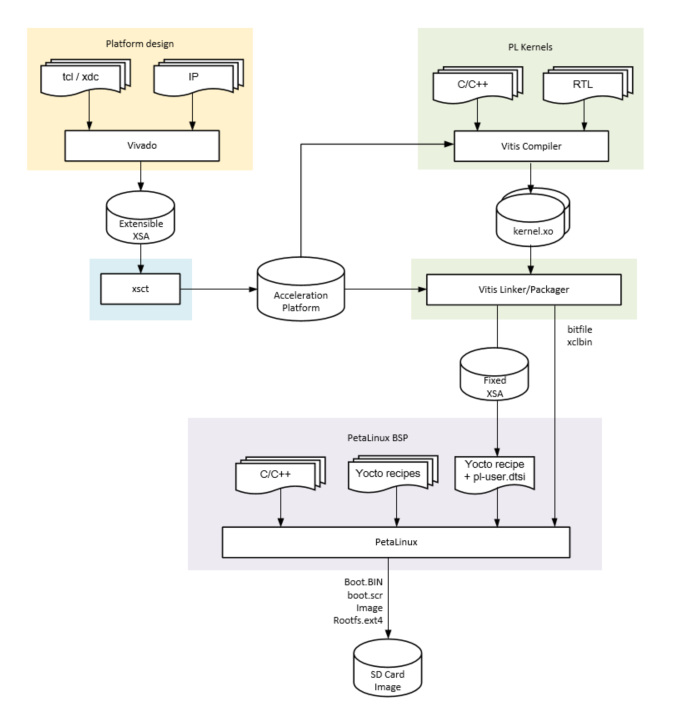 Platform design
tcl / xdc
IP
Vivado
Extensible
XSA
xsct
Acceleration
Platform
PL Kernels
C/C++
RTL
Vitis Compiler
kernel.xo
Vitis Linker/Packager
bitfile
xclbin
Fixed
XSA
PetaLinux BSP
C/C++
Yocto recipes
Yocto recipe
+ pl-user.dtsi
PetaLinux
Boot.BIN
boot.scr
Image
Rootfs.ext4
SD Card
Image